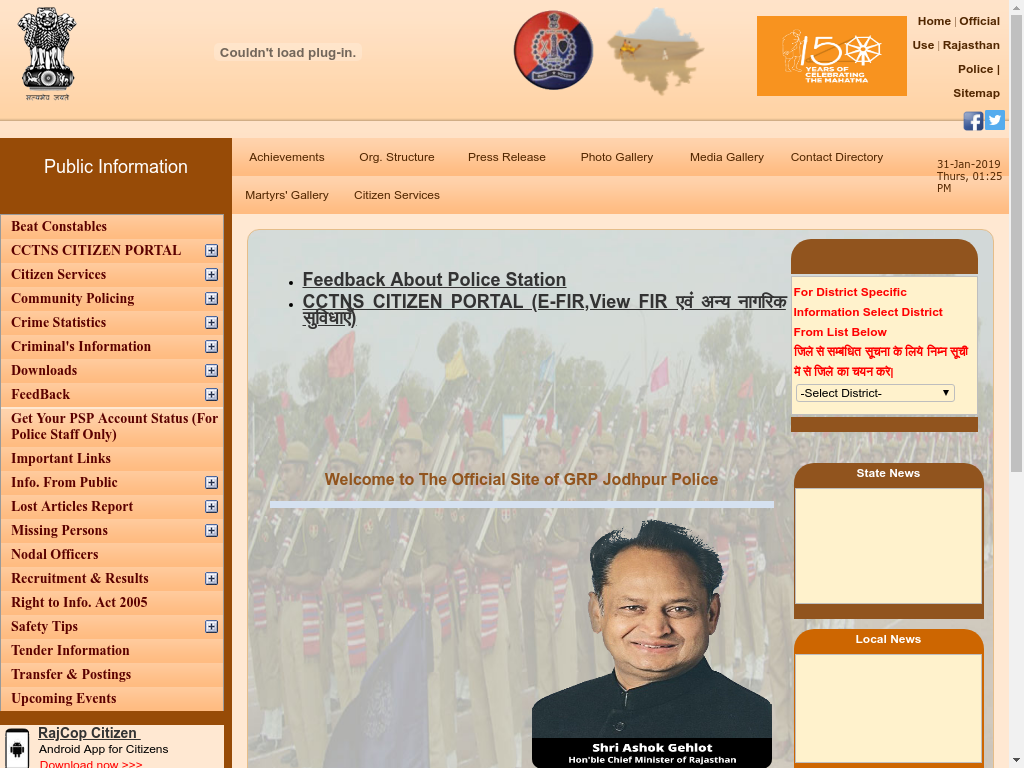 सत्यमेव जयते
Couldn't load plug-in.
150
YEARS OF
CELEBRATING
THE MAHATMA
Home | Official
Use | Rajasthan
Police |
Sitemap
Public Information
Achievements
Org. Structure
Press Release
Photo Gallery
Media Gallery
Contact Directory
Martyrs' Gallery
Citizen Services
31-Jan-2019
Thurs, 01:25
PM
Beat Constables
CCTNS CITIZEN PORTAL
Citizen Services
Community Policing
Crime Statistics
Criminal's Information
Downloads
FeedBack
Get Your PSP Account Status (For
Police Staff Only)
Important Links
Info. From Public
Lost Articles Report
Missing Persons
Nodal Officers
Recruitment & Results
Right to Info. Act 2005
Safety Tips
Tender Information
Transfer & Postings
Upcoming Events
RajCop Citizen
Android App for Citizens
Download now >>>
Feedback About Police Station
CCTNS CITIZEN PORTAL (E-FIR,View FIR एवं अन्य नागरिक
सुविधाएँ)
Welcome to The Official Site of GRP Jodhpur Police
Shri Ashok Gehlot
Hon'ble Chief Minister of Rajasthan
For District Specific
Information Select District
From List Below
जिले से सम्बंधित सूचना के लिये निम्न सूची
में से जिले का चयन करे|
-Select District-
State News
Local News